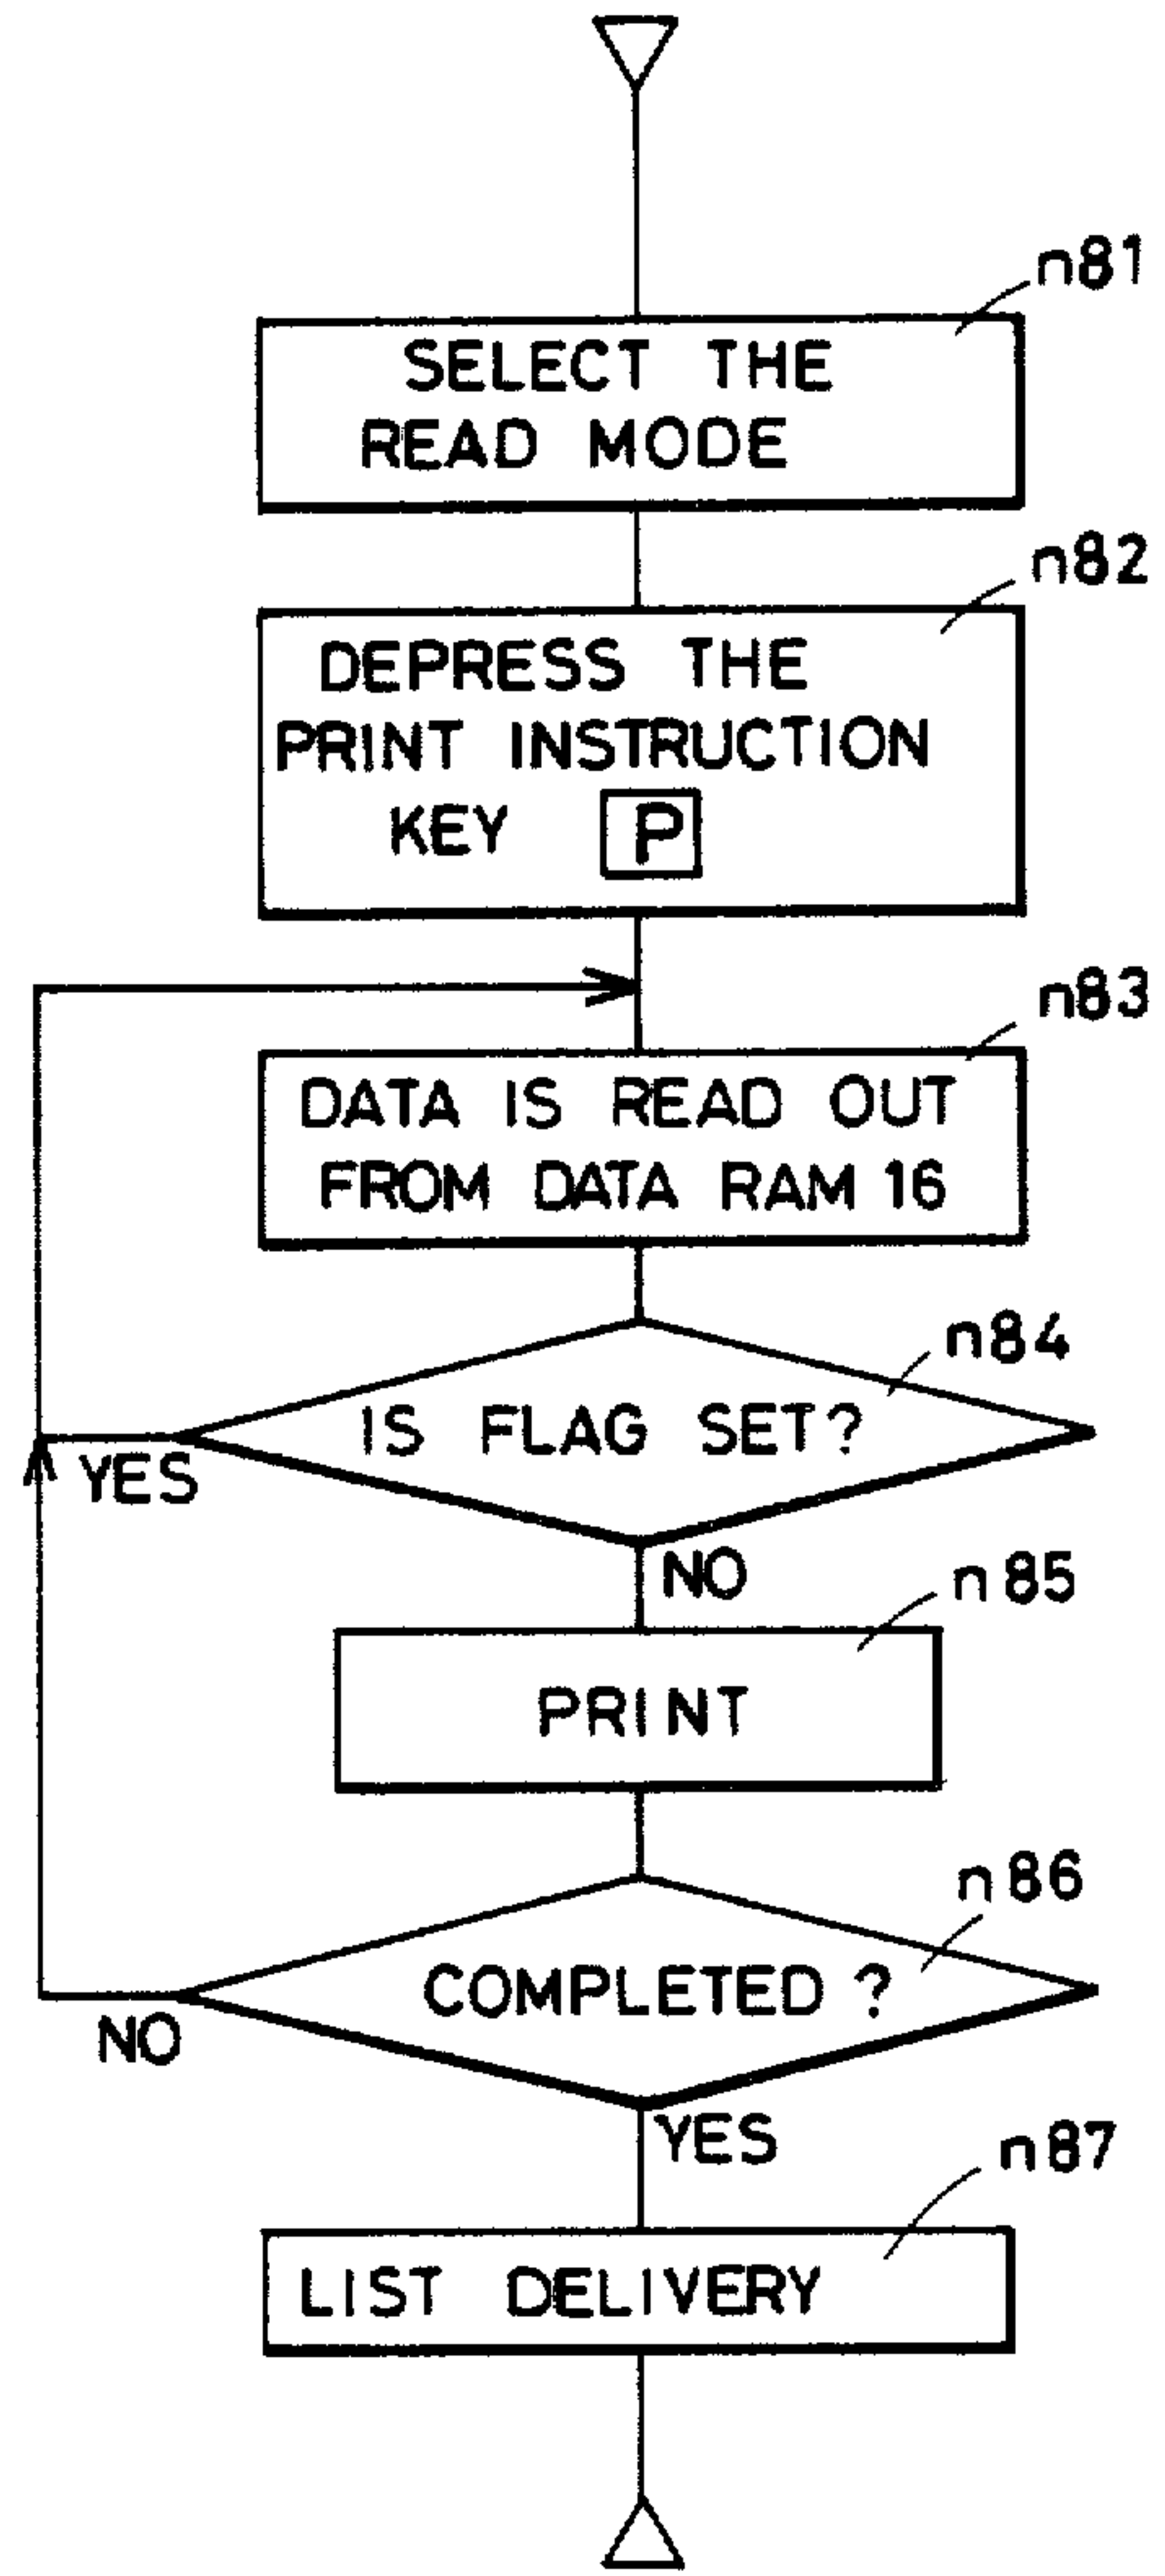 n81
SELECT THE
READ MODE
n82
DEPRESS THE
PRINT INSTRUCTION
KEY P
n83
DATA IS READ OUT
FROM DATA RAM 16
n84
IS FLAG SET?
YES
NO
n85
PRINT
n86
COMPLETED ?
NO
YES
n87
LIST DELIVERY